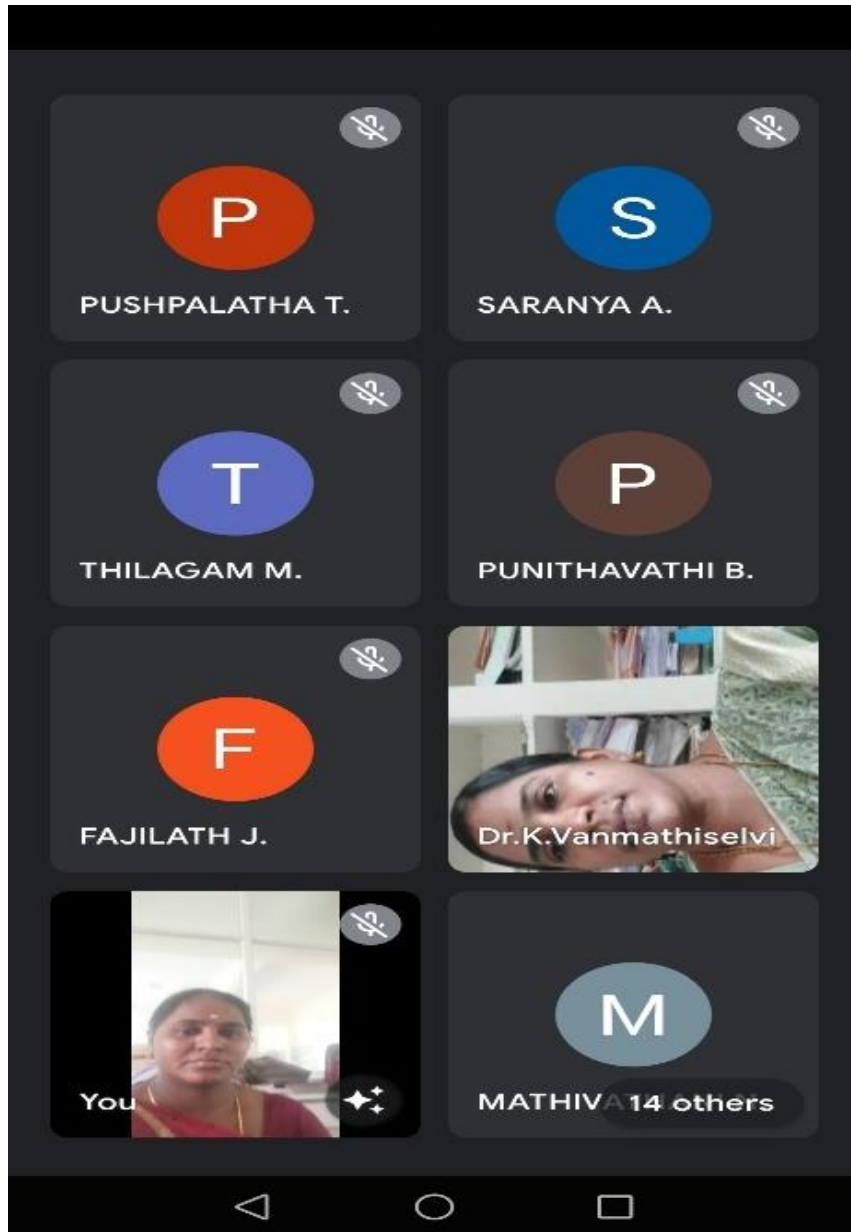 P
S
PUSHPALATHA T.
SARANYA A.
T
P
THILAGAM M.
PUNITHAVATHI B.
F
FAJILATH J.
Dr.K.Vanmathiselvi
You
M
14 others